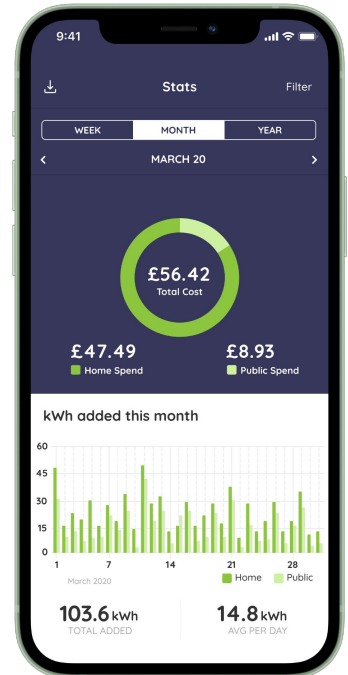 9:41
Stats
Filter
WEEK MONTH YEAR
MARCH 20
£56.42
Total Cost
£47.49 £8.93
Home Spend Public Spend
kWh added this month
60
45
30
15
0
1 7 14 21 28
March 2020 Home Public
103.6 kWh 14.8 kWh
TOTAL ADDED AVG PER DAY